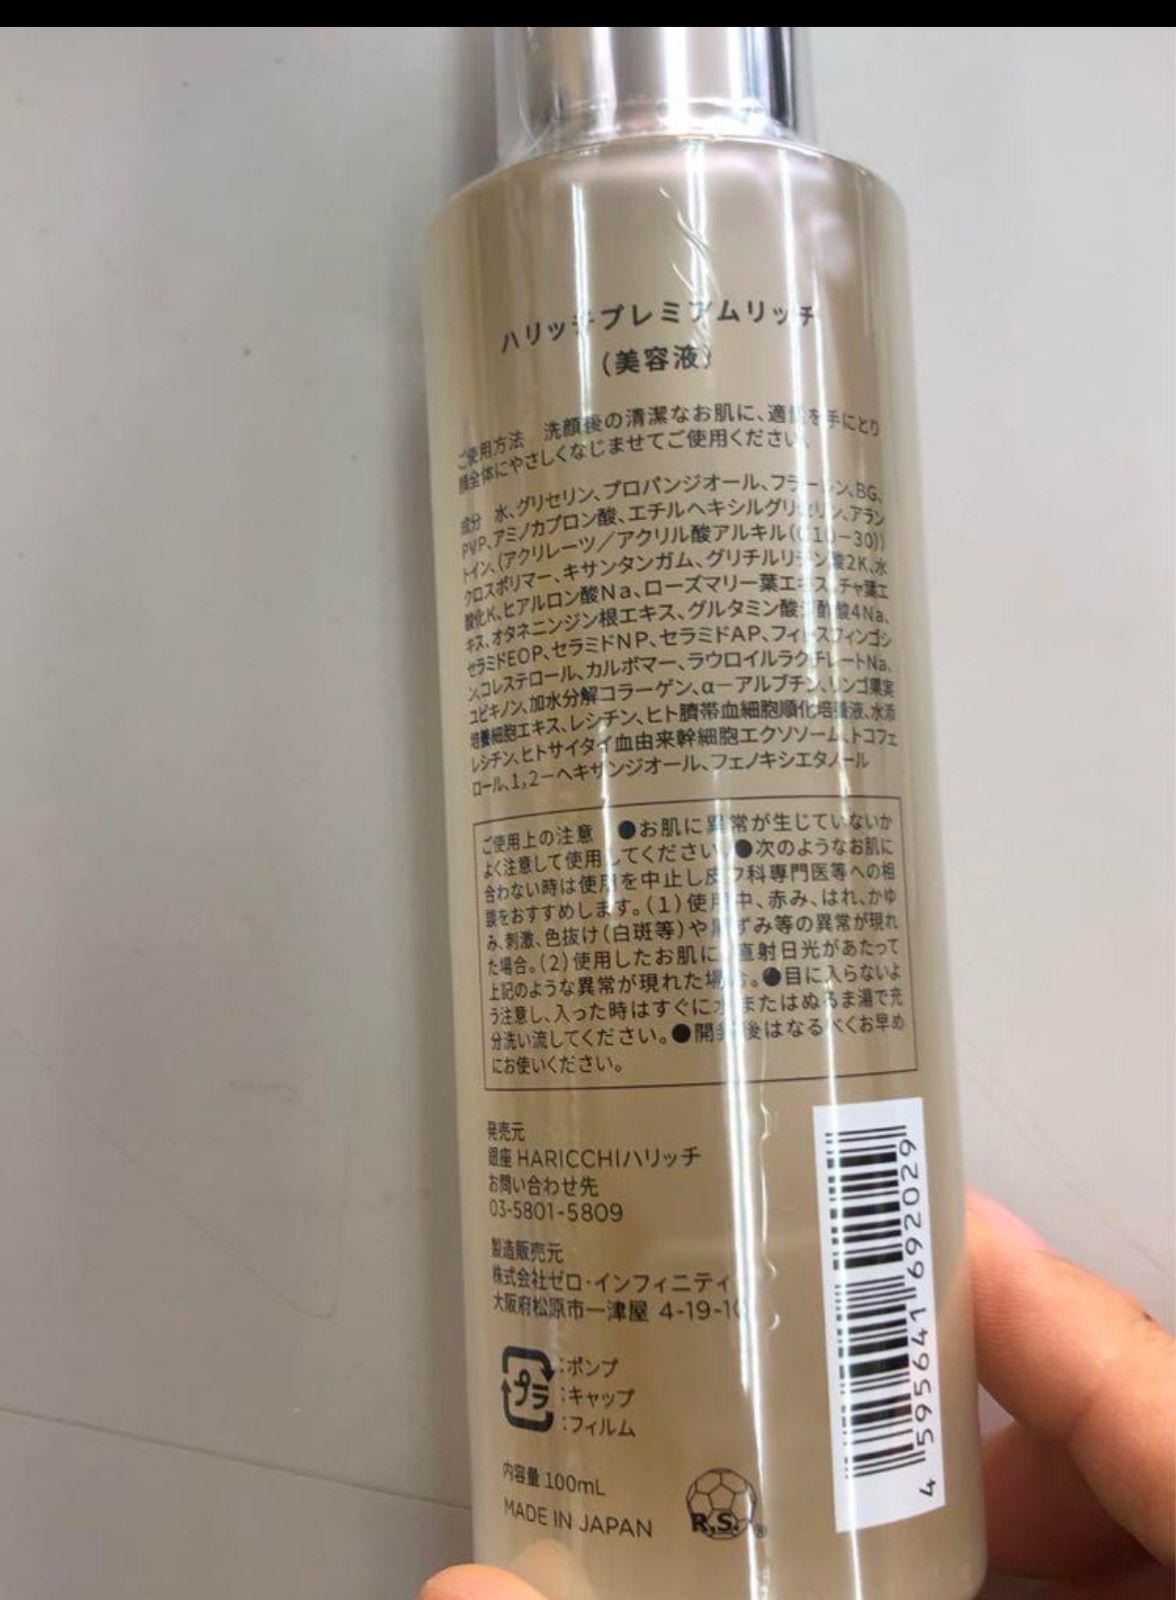 ハリッチプレミアムリッチ
(美容液)
ご使用方法 洗顔後の清潔なお肌に、適量を手にとり
顔全体にやさしくなじませてご使用ください。
成分 水、グリセリン、プロパンジオール、フラーレン、BG、
PVP、アミノカプロン酸、エチルヘキシルグリセリン、アラン
トイン、(アクリレーツ/アクリル酸アルキル(C10-30))
クロスポリマー、キサンタンガム、グリチルリチン酸2K、水
酸化K、ヒアルロン酸Na、ローズマリー葉エキス、チャ葉エ
キス、オタネニンジン根エキス、グルタミン酸ジ酢酸4Na、
セラミドEOP、セラミドNP、セラミドAP、フィトスフィンゴシ
ン、コレステロール、カルボマー、ラウロイルラクチレートNa、
ユビキノン、加水分解コラーゲン、α-アルブチン、リンゴ果実
培養細胞エキス、レシチン、ヒト臍帯血細胞順化培養液、水添
レシチン、ヒトサイタイ血由来幹細胞エクソソーム、トコフェ
ロール、1,2-ヘキサンジオール、フェノキシエタノール
ご使用上の注意 ●お肌に異常が生じていないか
よく注意して使用してください。●次のようなお肌に
合わない時は使用を中止し皮フ科専門医等への相
談をおすすめします。(1)使用中、赤み、はれ、かゆ
み、刺激、色抜け(白斑等)や黒ずみ等の異常が現れ
た場合。(2)使用したお肌に直射日光があたって
上記のような異常が現れた場合。●目に入らないよ
う注意し、入った時はすぐに水またはぬるま湯で充
分洗い流してください。●開封後はなるべくお早め
にお使いください。
発売元
銀座 HARICCHIハリッチ
お問い合わせ先
03-5801-5809
製造販売元
株式会社ゼロ・インフィニティ
大阪府松原市一津屋 4-19-10
プラ
:ポンプ
:キャップ
:フィルム
内容量 100mL
MADE IN JAPAN
R.S.®
4595641692029